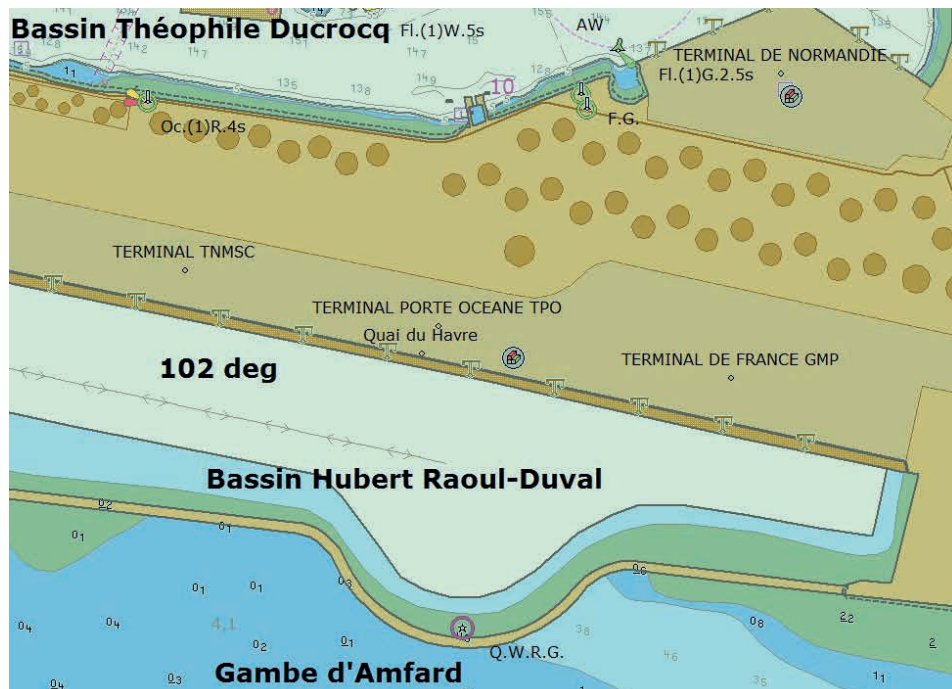 Bassin Théophile Ducrocq Fl.(1)W.5s
AW
TERMINAL DE NORMANDIE
Fl.(1)G.2.5s
10
Oc.(1)R.4s
F.G.
TERMINAL TNMSC
TERMINAL PORTE OCEANE TPO
Quai du Havre
TERMINAL DE FRANCE GMP
102 deg
Bassin Hubert Raoul-Duval
Q.W.R.G.
Gambe d'Amfard